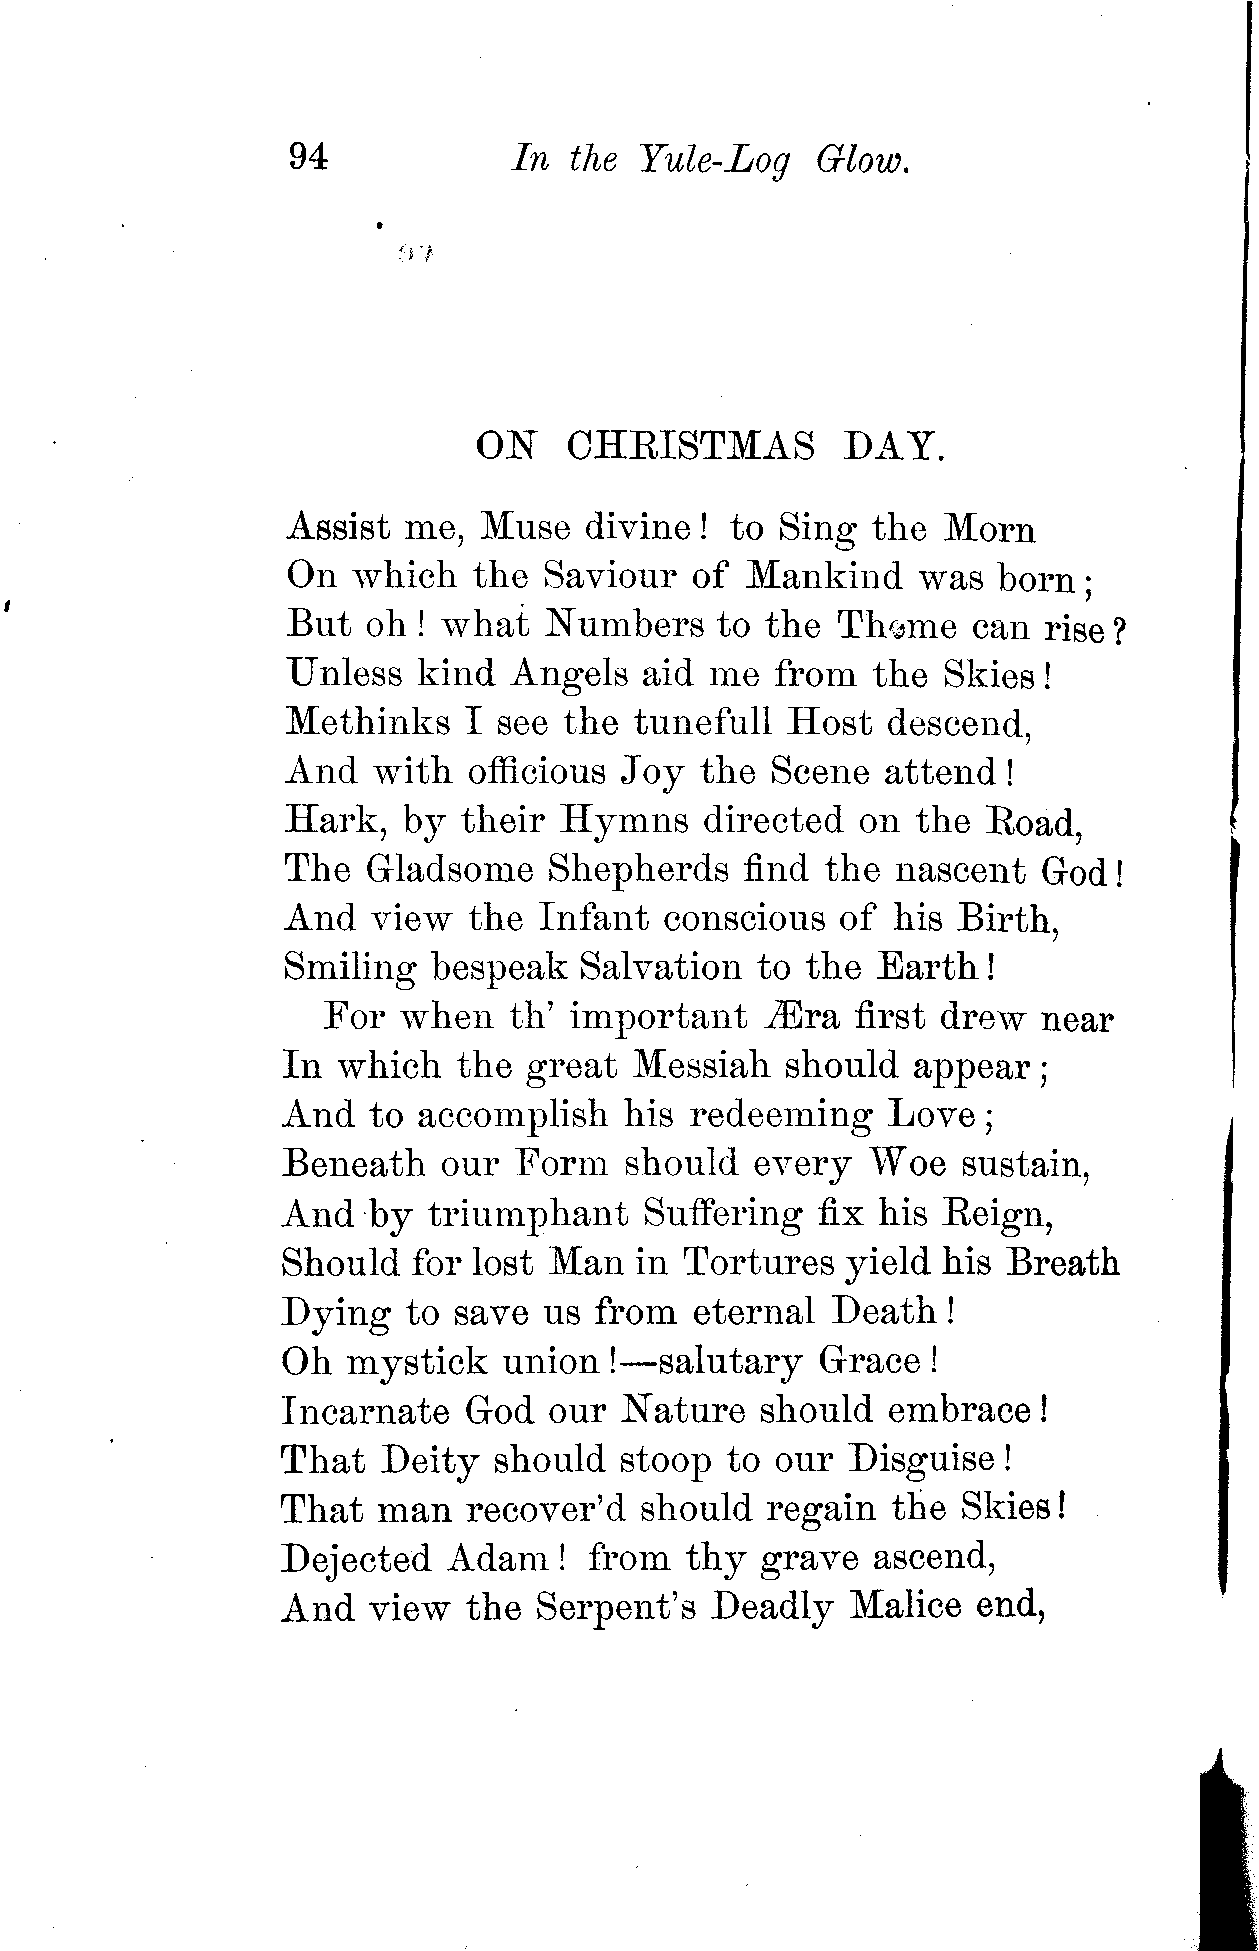 94 In the Yule-Log Glow.
ON CHRISTMAS DAY.
Assist me, Muse divine! to Sing the Morn
On which the Saviour of Mankind was born;
But oh! what Numbers to the Theme can rise?
Unless kind Angels aid me from the Skies!
Methinks I see the tunefull Host descend,
And with officious Joy the Scene attend!
Hark, by their Hymns directed on the Road,
The Gladsome Shepherds find the nascent God!
And view the Infant conscious of his Birth,
Smiling bespeak Salvation to the Earth!
For when th' important Æra first drew near
In which the great Messiah should appear;
And to accomplish his redeeming Love;
Beneath our Form should every Woe sustain,
And by triumphant Suffering fix his Reign,
Should for lost Man in Tortures yield his Breath
Dying to save us from eternal Death!
Oh mystick union!—salutary Grace!
Incarnate God our Nature should embrace!
That Deity should stoop to our Disguise!
That man recover'd should regain the Skies!
Dejected Adam! from thy grave ascend,
And view the Serpent's Deadly Malice end,